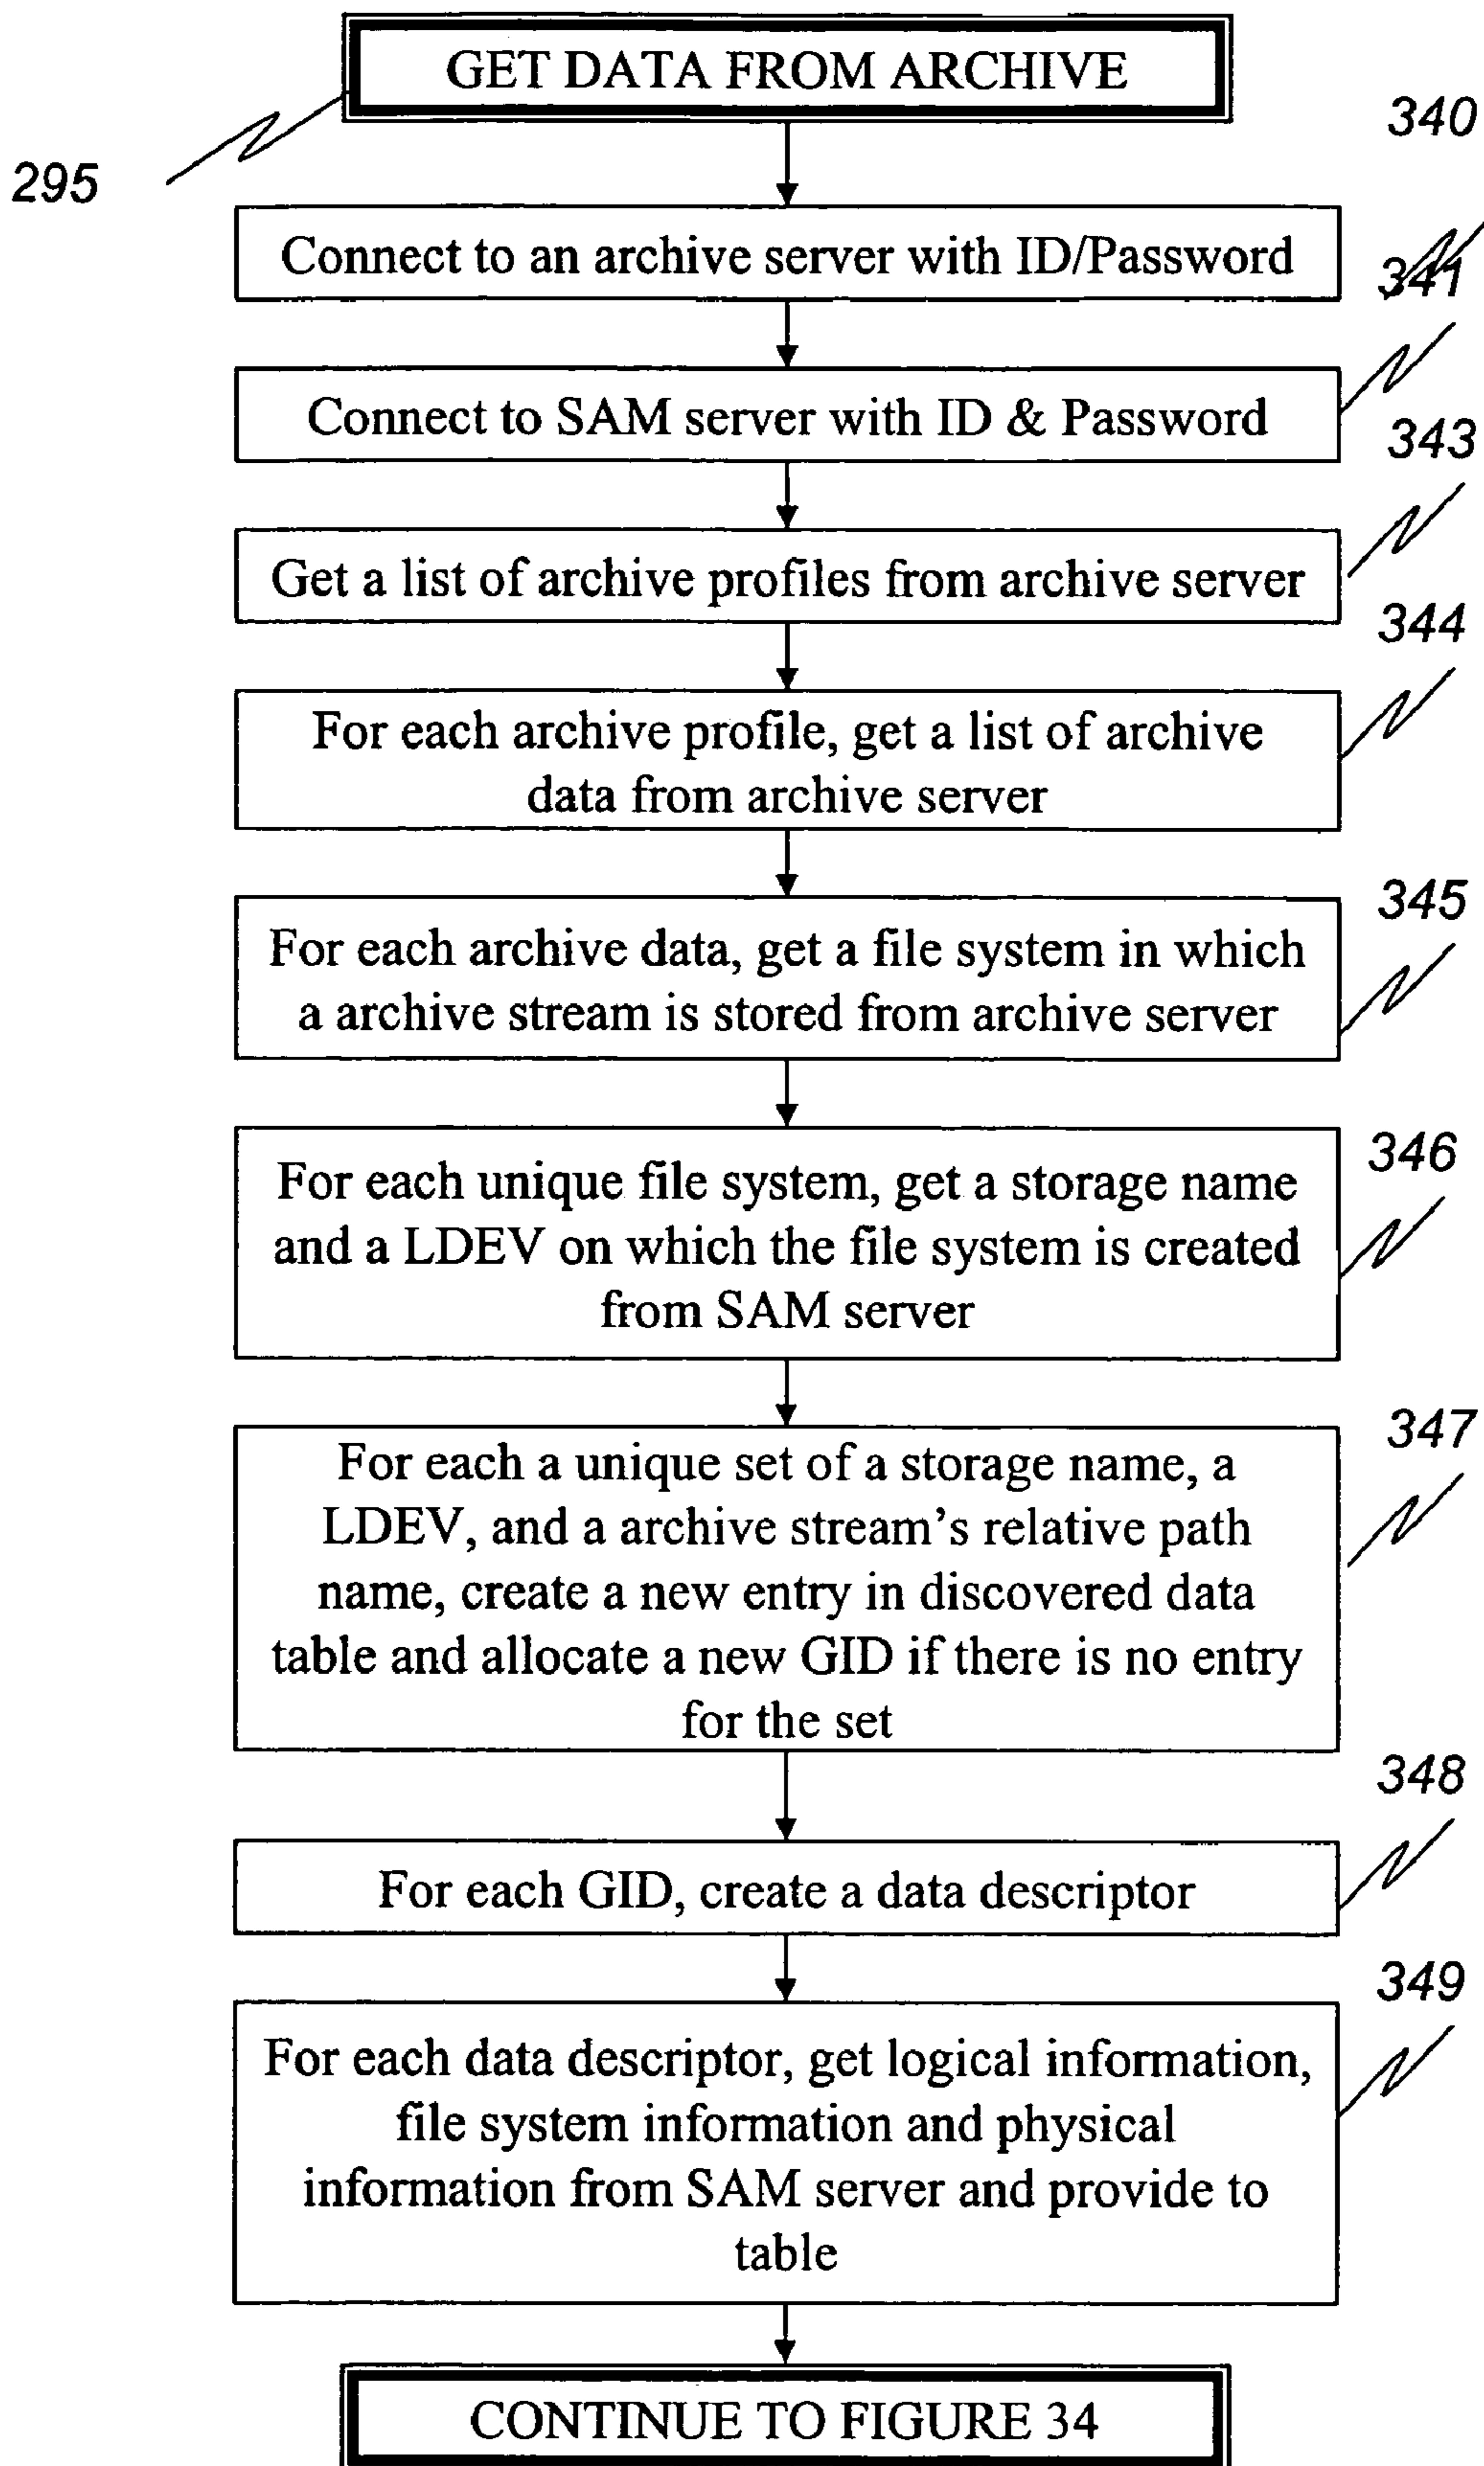 GET DATA FROM ARCHIVE
295
340
Connect to an archive server with ID/Password
341
Connect to SAM server with ID & Password
343
Get a list of archive profiles from archive server
344
For each archive profile, get a list of archive
data from archive server
345
For each archive data, get a file system in which
a archive stream is stored from archive server
346
For each unique file system, get a storage name
and a LDEV on which the file system is created
from SAM server
347
For each a unique set of a storage name, a
LDEV, and a archive stream's relative path
name, create a new entry in discovered data
table and allocate a new GID if there is no entry
for the set
348
For each GID, create a data descriptor
349
For each data descriptor, get logical information,
file system information and physical
information from SAM server and provide to
table
CONTINUE TO FIGURE 34